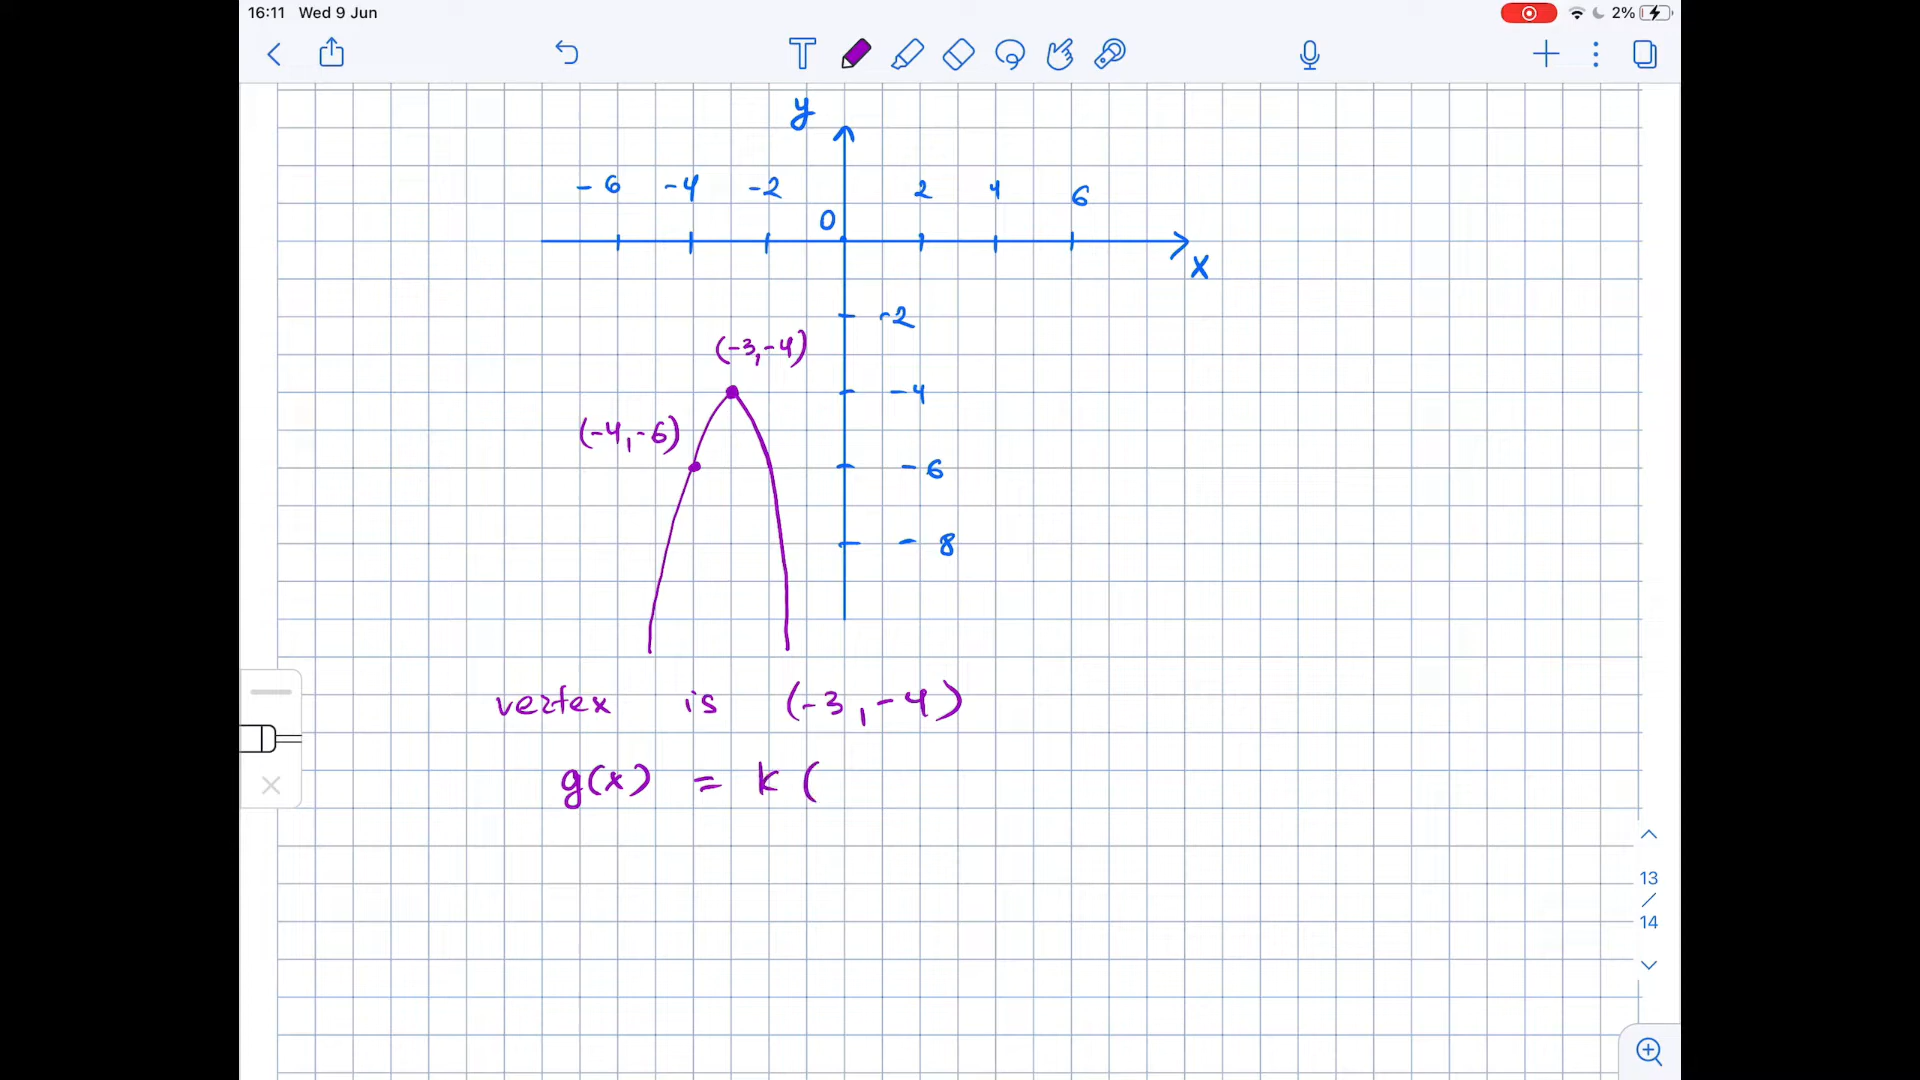 16:11 Wed 9 Jun 2%
T
y
-6 -4 -2 2 4 6
0
x
-2
(-3,-4)
-4
(-4,-6)
-6
-8
vertex is (-3,-4)
g(x) = k (
13
/
14